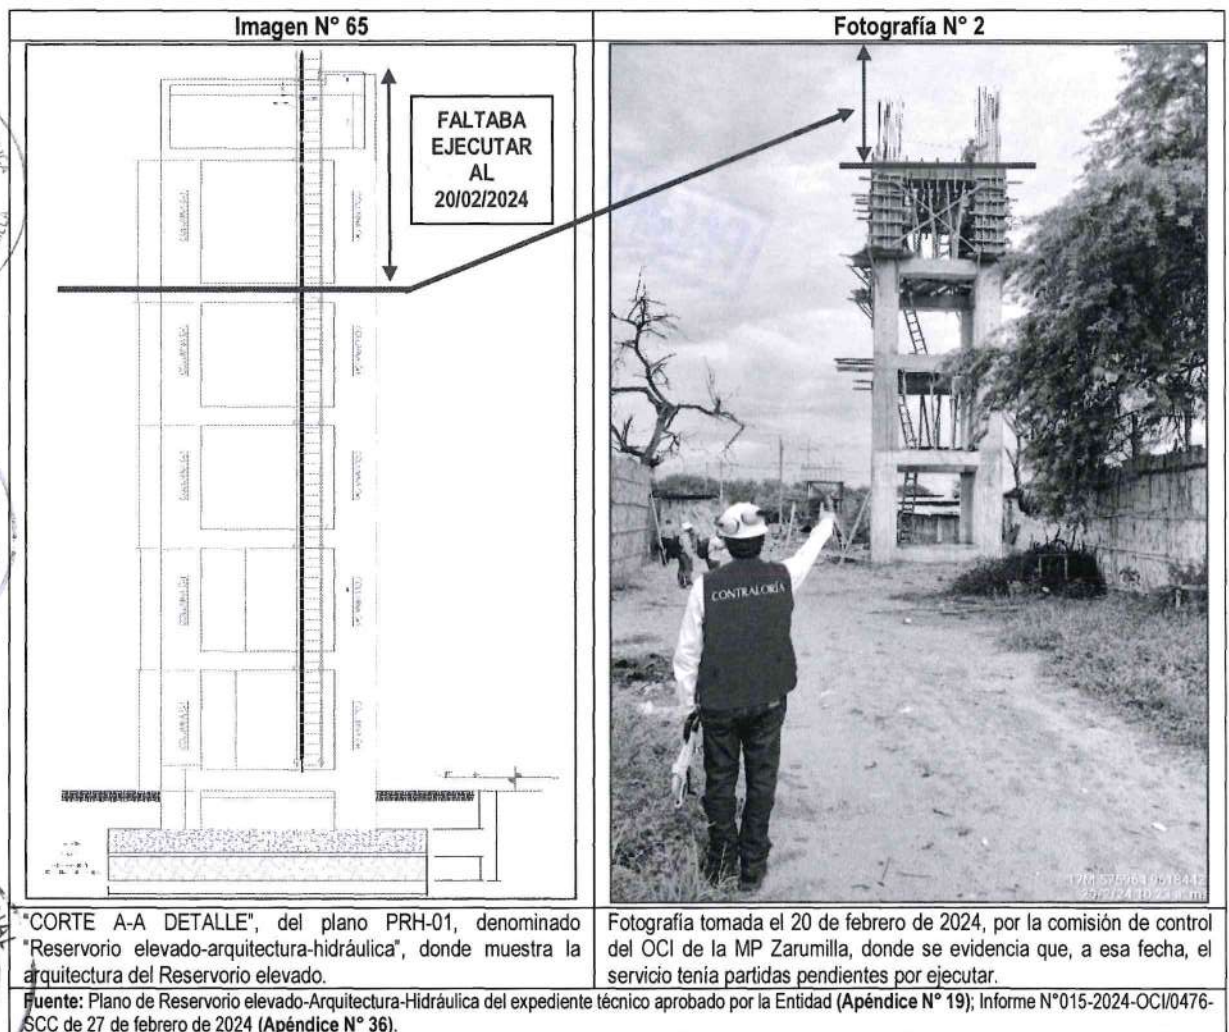 Imagen N° 65
Fotografía N° 2
FALTABA
EJECUTAR
AL
20/02/2024
CONTRALORÍA
"CORTE A-A DETALLE", del plano PRH-01, denominado
"Reservorio elevado-arquitectura-hidráulica", donde muestra la
arquitectura del Reservorio elevado.
Fotografía tomada el 20 de febrero de 2024, por la comisión de control
del OCI de la MP Zarumilla, donde se evidencia que, a esa fecha, el
servicio tenía partidas pendientes por ejecutar.
Fuente: Plano de Reservorio elevado-Arquitectura-Hidráulica del expediente técnico aprobado por la Entidad (Apéndice N° 19); Informe N°015-2024-OCI/0476-
SCC de 27 de febrero de 2024 (Apéndice N° 36).